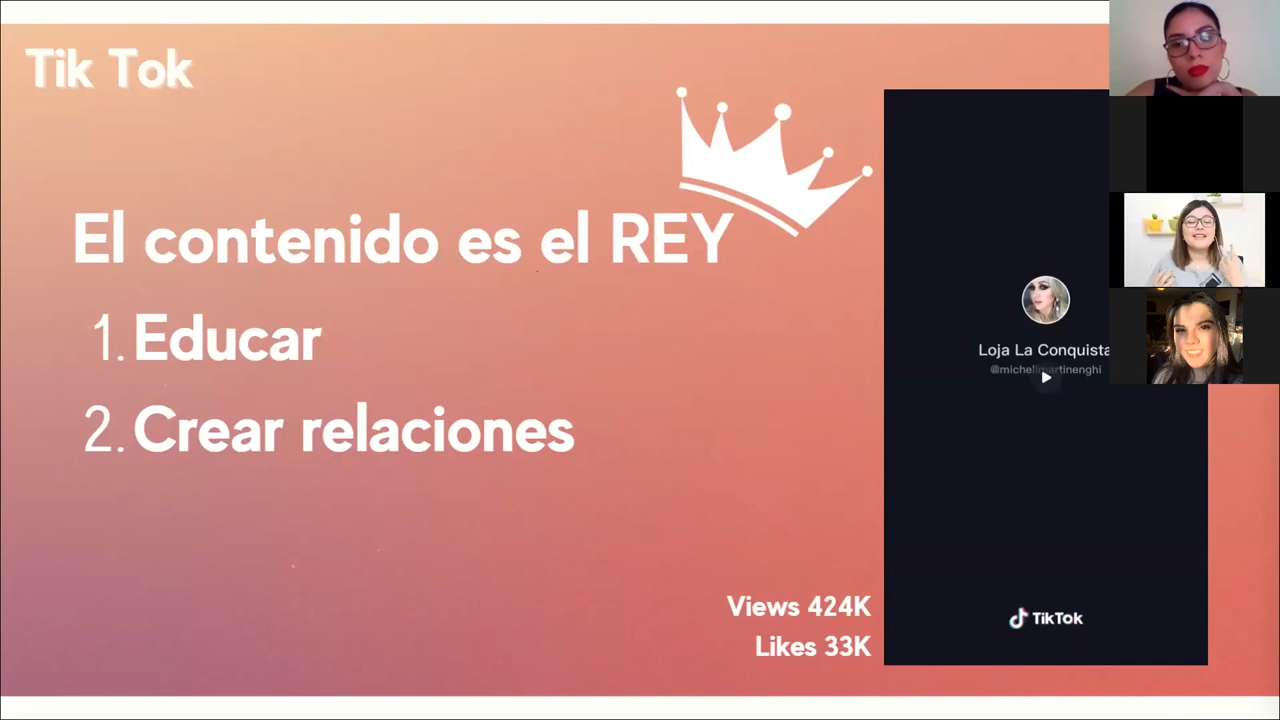 Tik Tok
El contenido es el REY
1. Educar
2. Crear relaciones
Loja La Conquista
@michelimartinenghi
Views 424K
Likes 33K
TikTok